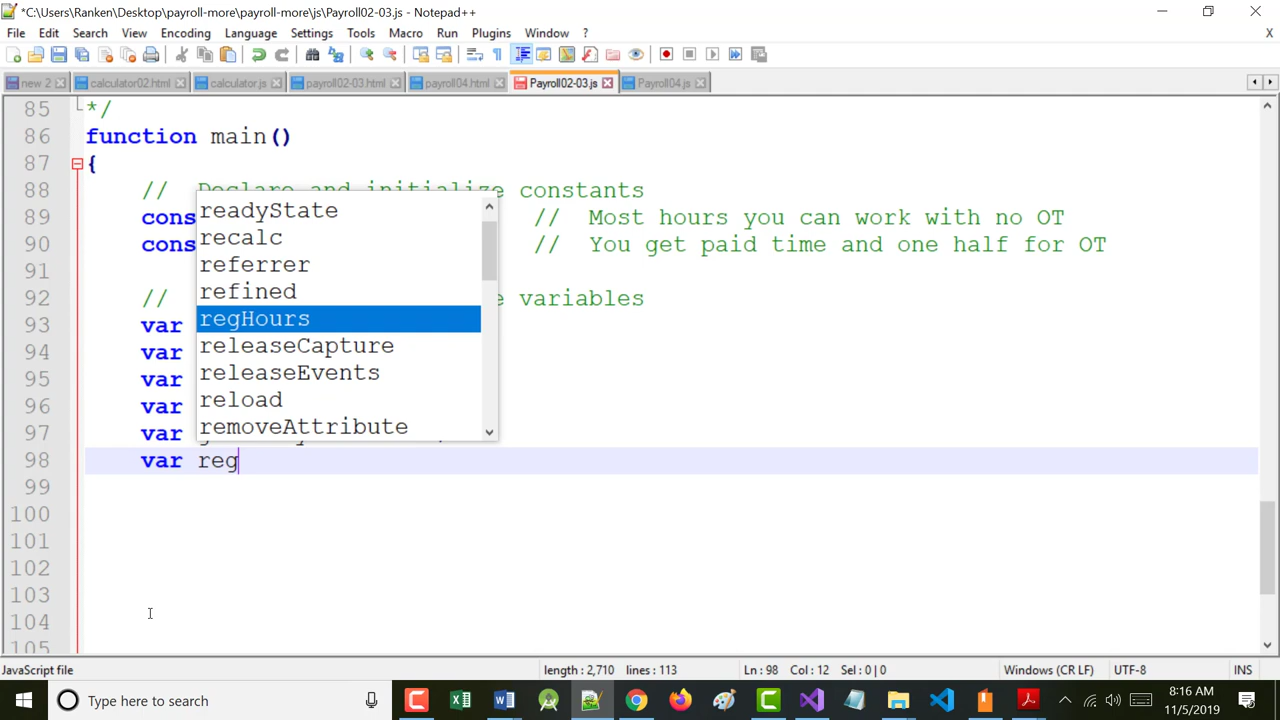 *C:\Users\Ranken\Desktop\payroll-more\payroll-more\js\Payroll02-03.js - Notepad++
File Edit Search View Encoding Language Settings Tools Macro Run Plugins Window ? X
new 2 calculator02.html calculator.js payroll02-03.html payroll04.html Payroll02-03.js Payroll04.js
85 */
86 function main()
87 {
88 // Declare and initialize constants
89 cons // Most hours you can work with no OT
90 cons // You get paid time and one half for OT
91
92 // e variables
93 var
94 var
95 var
96 var
97 var
98 var reg
99
100
101
102
103
104
105
readyState
recalc
referrer
refined
regHours
releaseCapture
releaseEvents
reload
removeAttribute
JavaScript file length : 2,710 lines : 113 Ln : 98 Col : 12 Sel : 0 | 0 Windows (CR LF) UTF-8 INS
Type here to search
8:16 AM
11/5/2019